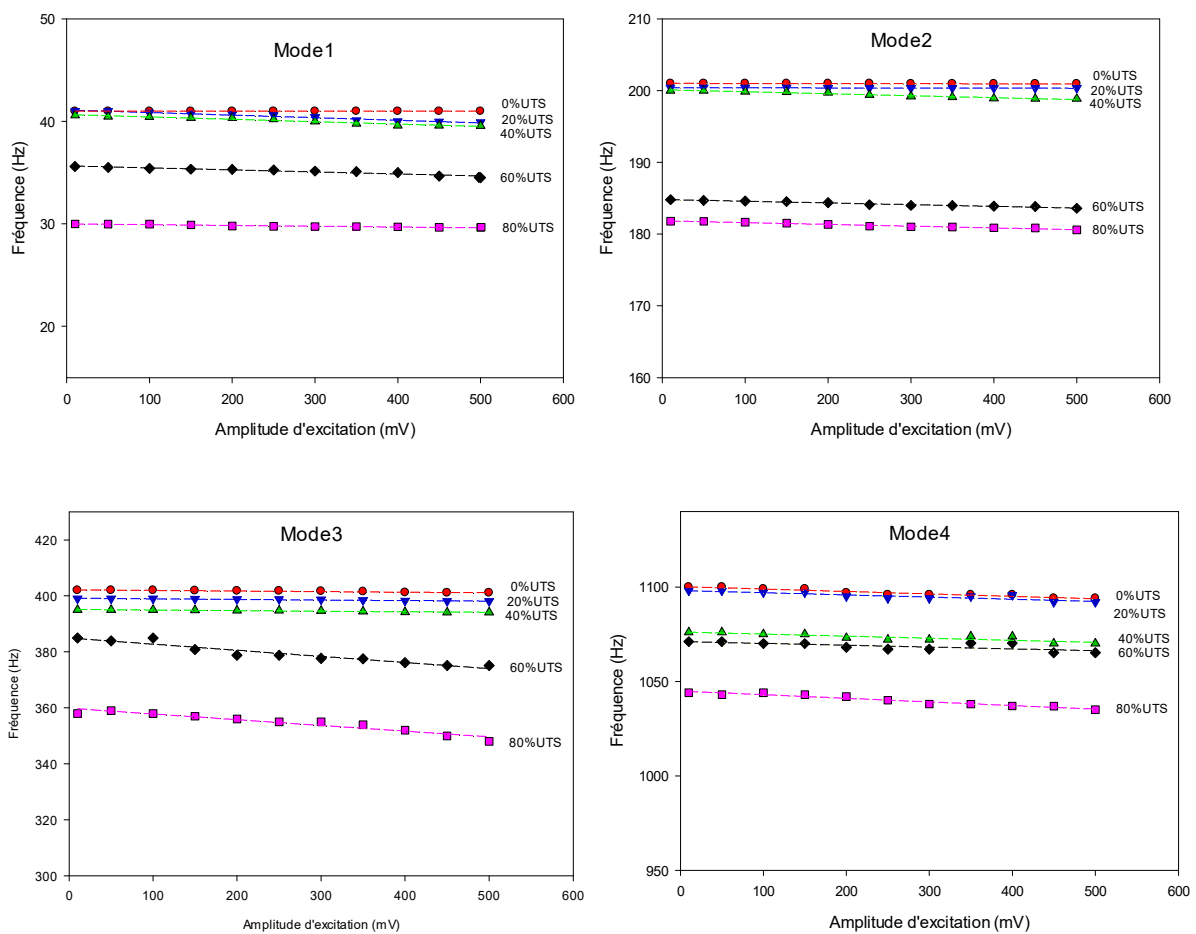 Mode1
50
40
30
20
Fréquence (Hz)
0%UTS
20%UTS
40%UTS
60%UTS
80%UTS
0 100 200 300 400 500 600
Amplitude d'excitation (mV)
Mode2
210
200
190
180
160
Fréquence (Hz)
0%UTS
20%UTS
40%UTS
60%UTS
80%UTS
0 100 200 300 400 500 600
Amplitude d'excitation (mV)
Mode3
420
400
380
360
340
320
300
Fréquence (Hz)
0%UTS
20%UTS
40%UTS
60%UTS
80%UTS
0 100 200 300 400 500 600
Amplitude d'excitation (mV)
Mode4
1100
1050
1000
950
Fréquence (Hz)
0%UTS
20%UTS
40%UTS
60%UTS
80%UTS
0 100 200 300 400 500 600
Amplitude d'excitation (mV)